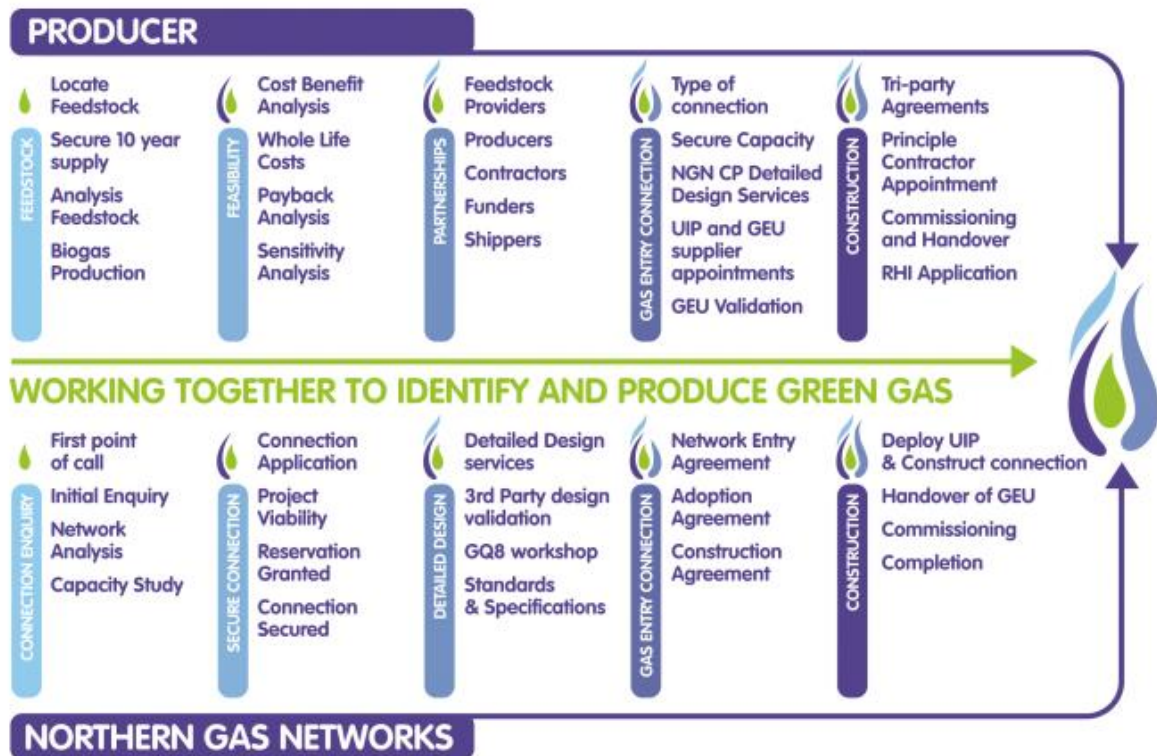 PRODUCER
FEEDSTOCK
Locate
Feedstock
Secure 10 year
supply
Analysis
Feedstock
Biogas
Production
FEASIBILITY
Cost Benefit
Analysis
Whole Life
Costs
Payback
Analysis
Sensitivity
Analysis
PARTNERSHIPS
Feedstock
Providers
Producers
Contractors
Funders
Shippers
GAS ENTRY CONNECTION
Type of
connection
Secure Capacity
NGN CP Detailed
Design Services
UIP and GEU
supplier
appointments
GEU Validation
CONSTRUCTION
Tri-party
Agreements
Principle
Contractor
Appointment
Commissioning
and Handover
RHI Application
WORKING TOGETHER TO IDENTIFY AND PRODUCE GREEN GAS
CONNECTION ENQUIRY
First point
of call
Initial Enquiry
Network
Analysis
Capacity Study
SECURE CONNECTION
Connection
Application
Project
Viability
Reservation
Granted
Connection
Secured
DETAILED DESIGN
Detailed Design
services
3rd Party design
validation
GQ8 workshop
Standards
& Specifications
GAS ENTRY CONNECTION
Network Entry
Agreement
Adoption
Agreement
Construction
Agreement
CONSTRUCTION
Deploy UIP
& Construct connection
Handover of GEU
Commissioning
Completion
NORTHERN GAS NETWORKS